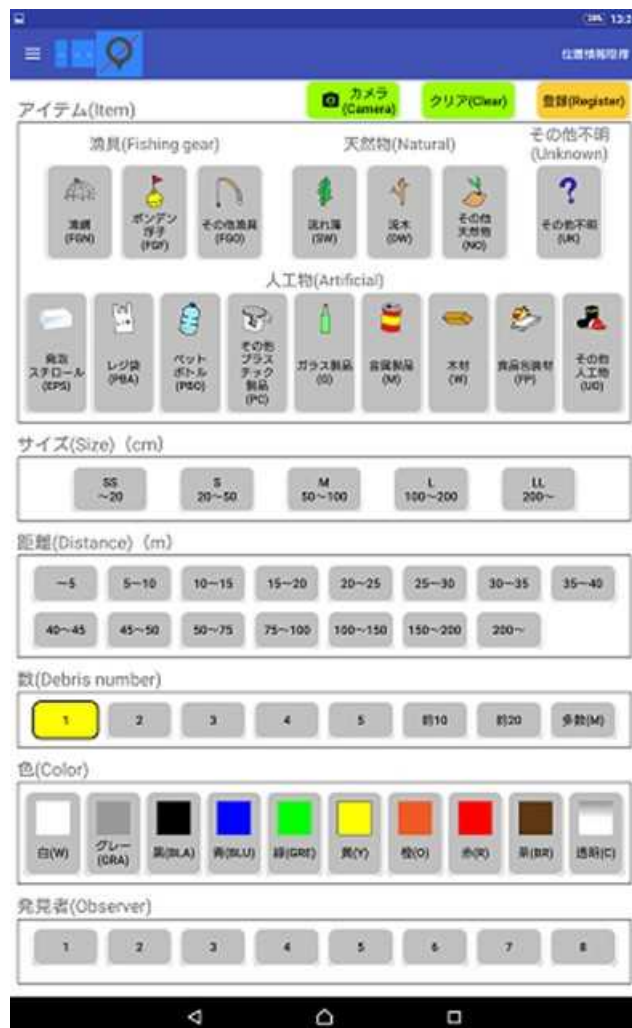 13:2
位置情報取得
アイテム(Item)
カメラ
(Camera)
クリア(Clear)
登録(Register)
漁具(Fishing gear)
天然物(Natural)
その他不明
(Unknown)
漁網
(FGN)
ボンデン
浮子
(FGF)
その他漁具
(FGO)
流れ藻
(SW)
流木
(DW)
その他
天然物
(NO)
その他不明
(UK)
人工物(Artificial)
発泡
スチロール
(EPS)
レジ袋
(PBA)
ペット
ボトル
(PBO)
その他
プラス
チック
製品
(PC)
ガラス製品
(G)
金属製品
(M)
木材
(W)
食品包装材
(FP)
その他
人工物
(UO)
サイズ(Size)（cm）
SS
～20
S
20～50
M
50～100
L
100～200
LL
200～
距離(Distance)（m）
～5 5～10 10～15 15～20 20～25 25～30 30～35 35～40
40～45 45～50 50～75 75～100 100～150 150～200 200～
数(Debris number)
1 2 3 4 5 約10 約20 多数(M)
色(Color)
白(W)
グレー
(GRA)
黒(BLA)
青(BLU)
緑(GRE)
黄(Y)
橙(O)
赤(R)
茶(BR)
透明(C)
発見者(Observer)
1 2 3 4 5 6 7 8